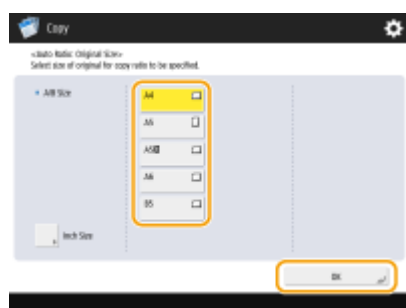 Copy
<Auto Ratio: Original Size>
Select size of original for copy ratio to be specified.
A/B Size
A4
A5
A5R
A6
B5
Inch Size
OK